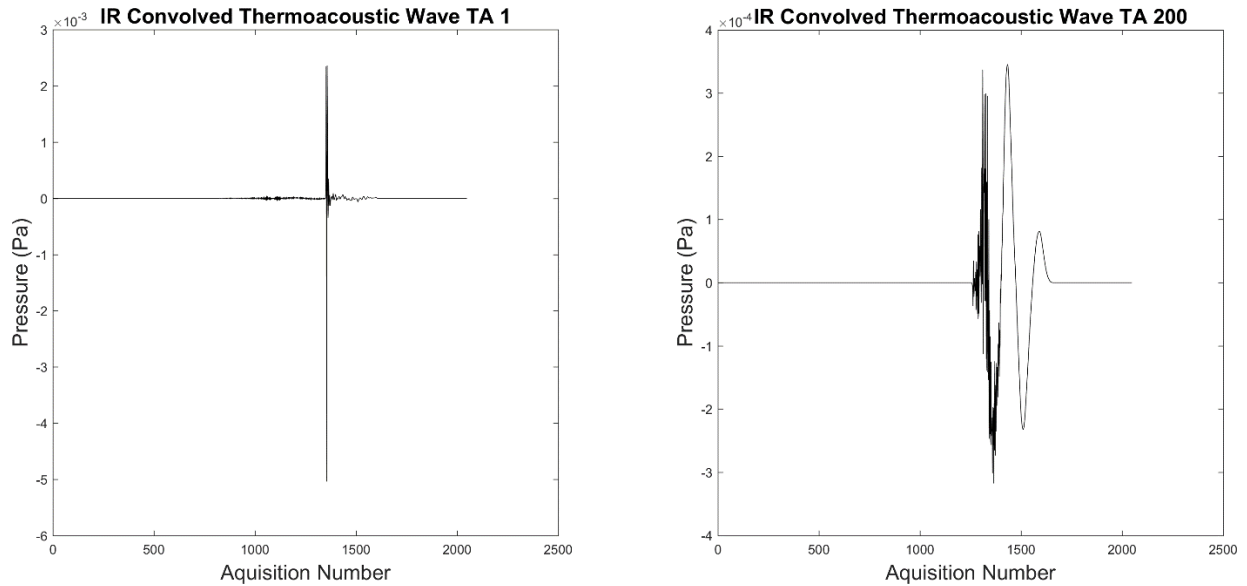 IR Convolved Thermoacoustic Wave TA 1
×10-3
3
2
1
0
-1
-2
-3
-4
-5
-6
0 500 1000 1500 2000 2500
Pressure (Pa)
Aquisition Number
IR Convolved Thermoacoustic Wave TA 200
×10-4
4
3
2
1
0
-1
-2
-3
-4
0 500 1000 1500 2000 2500
Pressure (Pa)
Aquisition Number